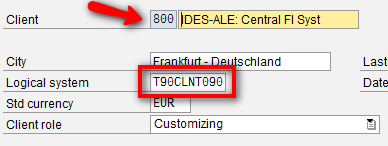 Client 800 IDES-ALE: Central FI Syst
City Frankfurt - Deutschland Last
Logical system T90CLNT090 Date
Std currency EUR
Client role Customizing